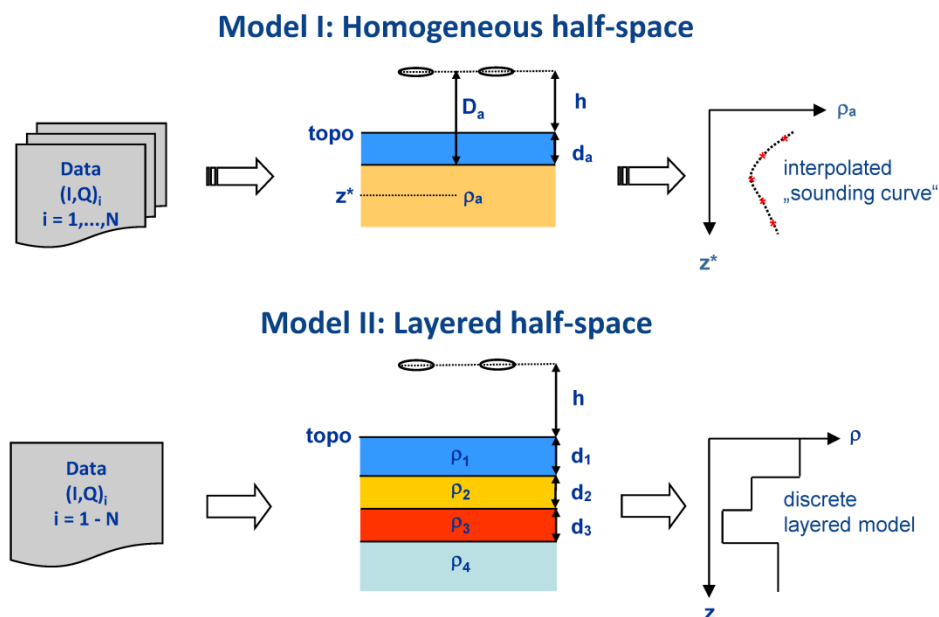 Model I: Homogeneous half-space
Data
(I,Q)ᵢ
i = 1,...,N
topo
Dₐ
h
dₐ
z*
ρₐ
ρₐ
interpolated
„sounding curve“
z*
Model II: Layered half-space
Data
(I,Q)ᵢ
i = 1 - N
topo
h
ρ₁
d₁
ρ₂
d₂
ρ₃
d₃
ρ₄
ρ
discrete
layered model
z